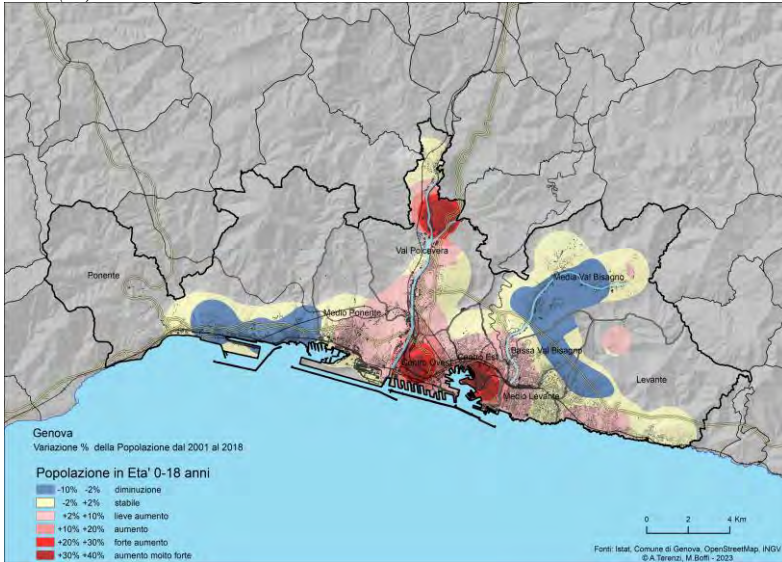 Val Polcevera
Ponente
Media Val Bisagno
Medio Ponente
Centro Ovest
Centro Est
Bassa Val Bisagno
Levante
Medio Levante
Genova
Variazione % della Popolazione dal 2001 al 2018
Popolazione in Eta' 0-18 anni
-10% -2% diminuzione
-2% +2% stabile
+2% +10% lieve aumento
+10% +20% aumento
+20% +30% forte aumento
+30% +40% aumento molto forte
0 2 4 Km
Fonti: Istat, Comune di Genova, OpenStreetMap, INGV
© A.Terenzi, M.Boffi - 2023